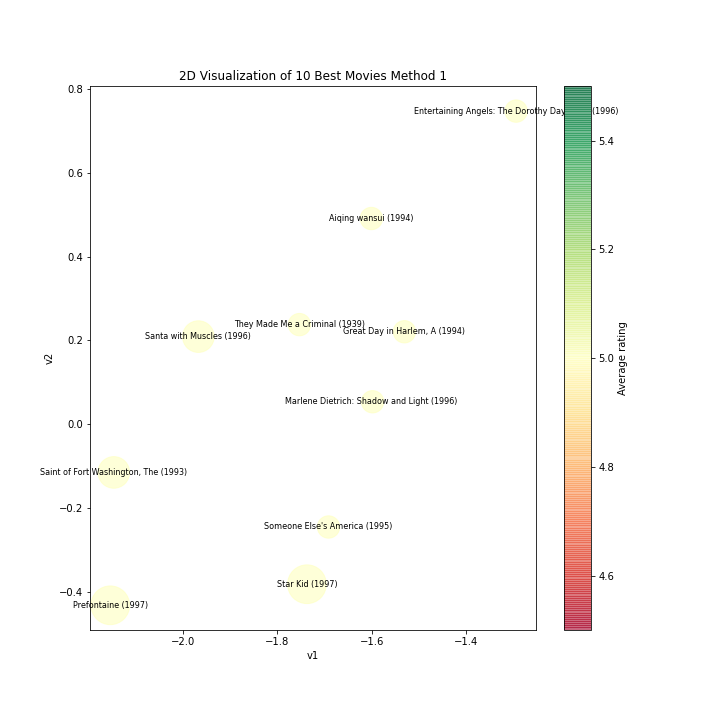 2D Visualization of 10 Best Movies Method 1
0.8
0.6
0.4
0.2
0.0
−0.2
−0.4
v2
Entertaining Angels: The Dorothy Day (1996)
Aiqing wansui (1994)
They Made Me a Criminal (1939)
Great Day in Harlem, A (1994)
Santa with Muscles (1996)
Marlene Dietrich: Shadow and Light (1996)
Saint of Fort Washington, The (1993)
Someone Else's America (1995)
Star Kid (1997)
Prefontaine (1997)
−2.0 −1.8 −1.6 −1.4
v1
5.4
5.2
5.0
4.8
4.6
Average rating